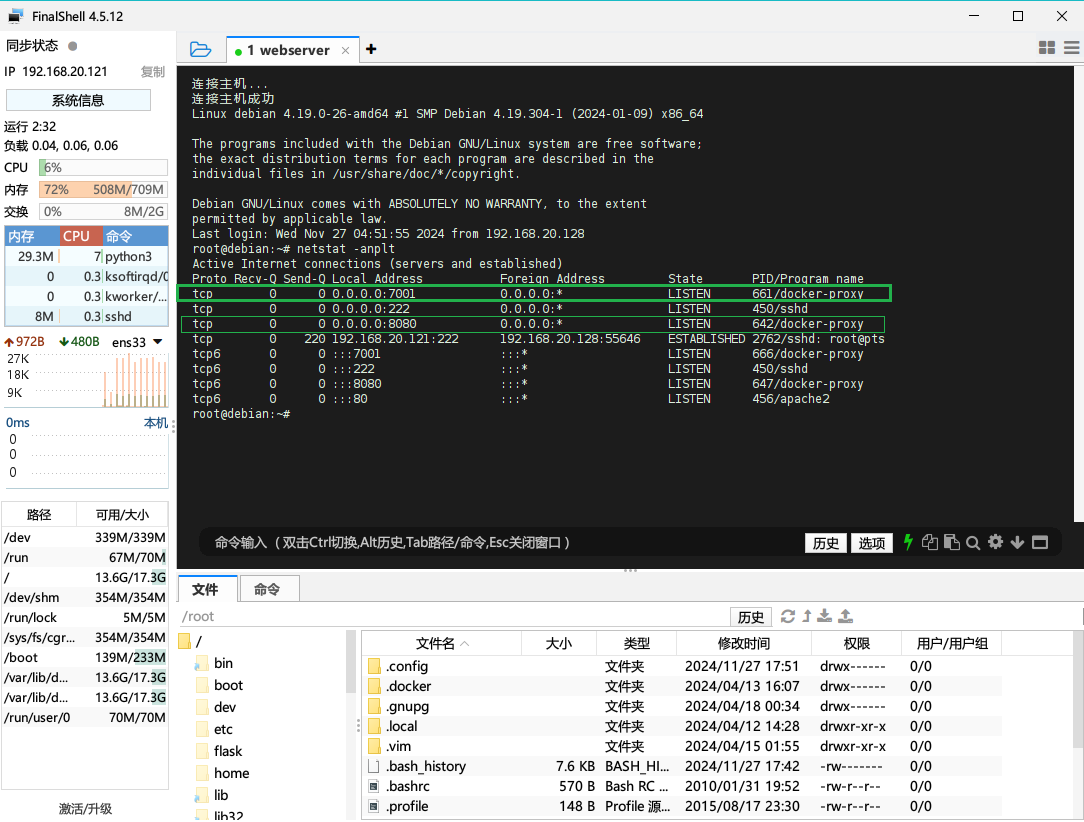 FinalShell 4.5.12
同步状态
IP 192.168.20.121 复制
系统信息
运行 2:32
负载 0.04, 0.06, 0.06
CPU 6%
内存 72% 508M/709M
交换 0% 8M/2G
内存 CPU 命令
29.3M 7 python3
0 0.3 ksoftirqd/0
0 0.3 kworker/...
8M 0.3 sshd
972B 480B ens33
27K
18K
9K
0ms 本机
0
0
0
路径 可用/大小
/dev 339M/339M
/run 67M/70M
/ 13.6G/17.3G
/dev/shm 354M/354M
/run/lock 5M/5M
/sys/fs/cgr... 354M/354M
/boot 139M/233M
/var/lib/d... 13.6G/17.3G
/var/lib/d... 13.6G/17.3G
/run/user/0 70M/70M
激活/升级
1 webserver × +
连接主机...
连接主机成功
Linux debian 4.19.0-26-amd64 #1 SMP Debian 4.19.304-1 (2024-01-09) x86_64
The programs included with the Debian GNU/Linux system are free software;
the exact distribution terms for each program are described in the
individual files in /usr/share/doc/*/copyright.
Debian GNU/Linux comes with ABSOLUTELY NO WARRANTY, to the extent
permitted by applicable law.
Last login: Wed Nov 27 04:51:55 2024 from 192.168.20.128
root@debian:~# netstat -anplt
Active Internet connections (servers and established)
Proto Recv-Q Send-Q Local Address Foreign Address State PID/Program name
tcp 0 0 0.0.0.0:7001 0.0.0.0:* LISTEN 661/docker-proxy
tcp 0 0 0.0.0.0:222 0.0.0.0:* LISTEN 450/sshd
tcp 0 0 0.0.0.0:8080 0.0.0.0:* LISTEN 642/docker-proxy
tcp 0 220 192.168.20.121:222 192.168.20.128:55646 ESTABLISHED 2762/sshd: root@pts
tcp6 0 0 :::7001 :::* LISTEN 666/docker-proxy
tcp6 0 0 :::222 :::* LISTEN 450/sshd
tcp6 0 0 :::8080 :::* LISTEN 647/docker-proxy
tcp6 0 0 :::80 :::* LISTEN 456/apache2
root@debian:~#
命令输入（双击Ctrl切换,Alt历史,Tab路径/命令,Esc关闭窗口） 历史 选项
文件 命令
/root 历史
/
bin
boot
dev
etc
flask
home
lib
lib32
文件名 大小 类型 修改时间 权限 用户/用户组
.config 文件夹 2024/11/27 17:51 drwx------ 0/0
.docker 文件夹 2024/04/13 16:07 drwx------ 0/0
.gnupg 文件夹 2024/04/18 00:34 drwx------ 0/0
.local 文件夹 2024/04/12 14:28 drwxr-xr-x 0/0
.vim 文件夹 2024/04/15 01:55 drwxr-xr-x 0/0
.bash_history 7.6 KB BASH_HI... 2024/11/27 17:42 -rw------- 0/0
.bashrc 570 B Bash RC ... 2010/01/31 19:52 -rw-r--r-- 0/0
.profile 148 B Profile 源... 2015/08/17 23:30 -rw-r--r-- 0/0